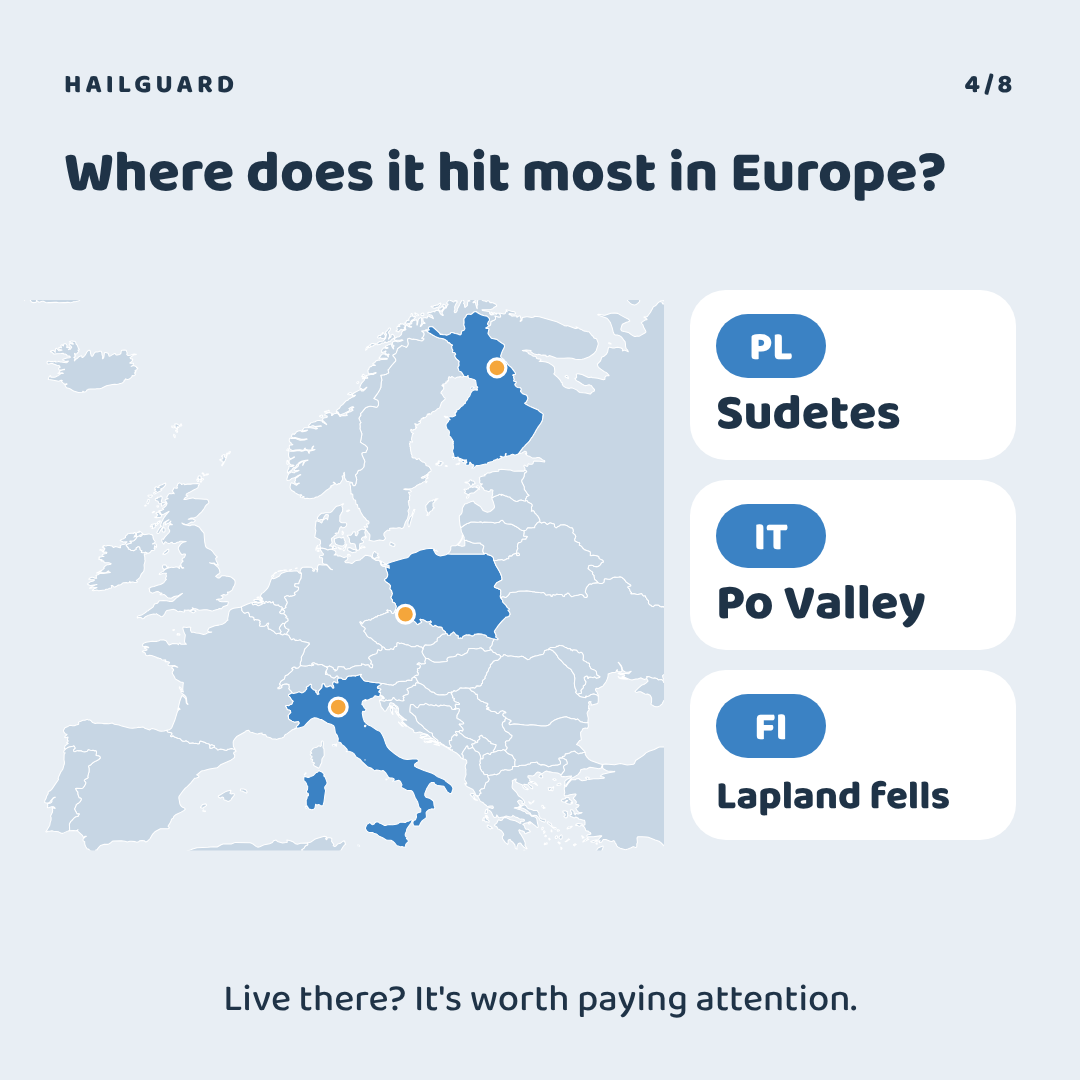 HAILGUARD
4/8
Where does it hit most in Europe?
PL
Sudetes
IT
Po Valley
FI
Lapland fells
Live there? It's worth paying attention.